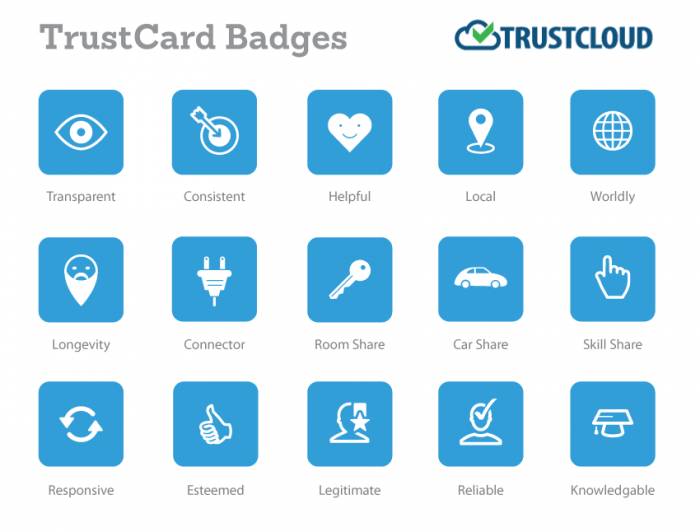 TrustCard Badges
TRUSTCLOUD
Transparent
Consistent
Helpful
Local
Worldly
Longevity
Connector
Room Share
Car Share
Skill Share
Responsive
Esteemed
Legitimate
Reliable
Knowledgable